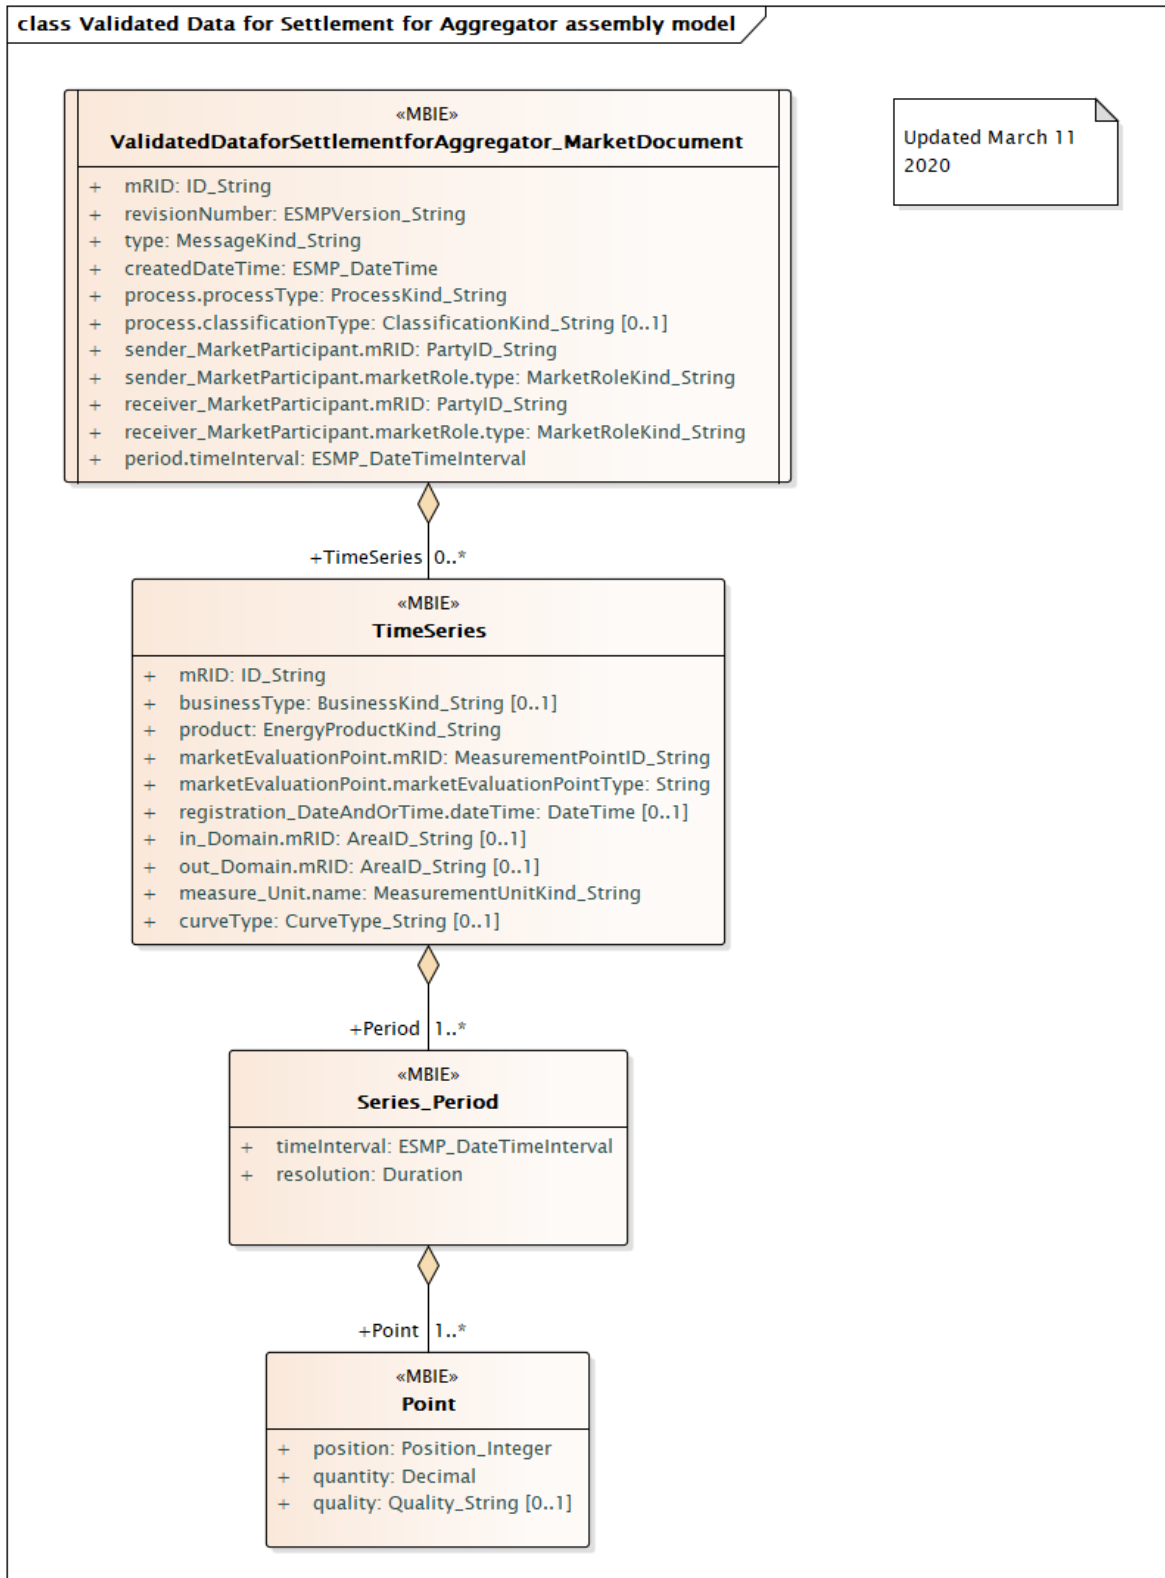 class Validated Data for Settlement for Aggregator assembly model
«MBIE»
ValidatedDataforSettlementforAggregator_MarketDocument
+ mRID: ID_String
+ revisionNumber: ESMPVersion_String
+ type: MessageKind_String
+ createdDateTime: ESMP_DateTime
+ process.processType: ProcessKind_String
+ process.classificationType: ClassificationKind_String [0..1]
+ sender_MarketParticipant.mRID: PartyID_String
+ sender_MarketParticipant.marketRole.type: MarketRoleKind_String
+ receiver_MarketParticipant.mRID: PartyID_String
+ receiver_MarketParticipant.marketRole.type: MarketRoleKind_String
+ period.timeInterval: ESMP_DateTimeInterval
Updated March 11
2020
+TimeSeries 0..*
«MBIE»
TimeSeries
+ mRID: ID_String
+ businessType: BusinessKind_String [0..1]
+ product: EnergyProductKind_String
+ marketEvaluationPoint.mRID: MeasurementPointID_String
+ marketEvaluationPoint.marketEvaluationPointType: String
+ registration_DateAndOrTime.dateTime: DateTime [0..1]
+ in_Domain.mRID: AreaID_String [0..1]
+ out_Domain.mRID: AreaID_String [0..1]
+ measure_Unit.name: MeasurementUnitKind_String
+ curveType: CurveType_String [0..1]
+Period 1..*
«MBIE»
Series_Period
+ timeInterval: ESMP_DateTimeInterval
+ resolution: Duration
+Point 1..*
«MBIE»
Point
+ position: Position_Integer
+ quantity: Decimal
+ quality: Quality_String [0..1]